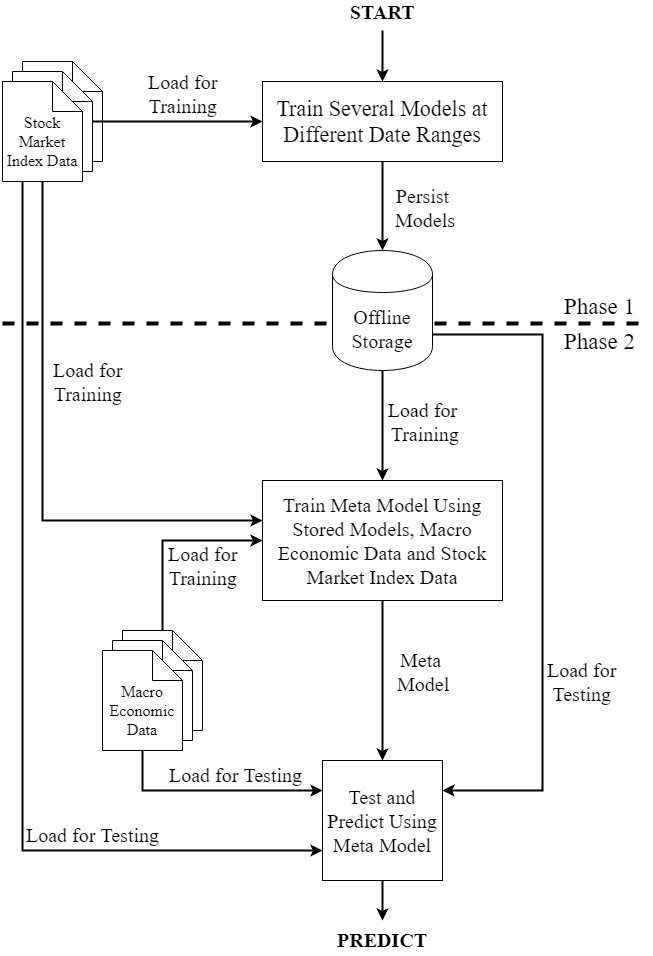 START
Load for
Training
Train Several Models at
Different Date Ranges
Stock
Market
Index Data
Persist
Models
Offline
Storage
Phase 1
Phase 2
Load for
Training
Load for
Training
Train Meta Model Using
Stored Models, Macro
Economic Data and Stock
Market Index Data
Load for
Training
Macro
Economic
Data
Meta
Model
Load for
Testing
Load for Testing
Test and
Predict Using
Meta Model
Load for Testing
PREDICT